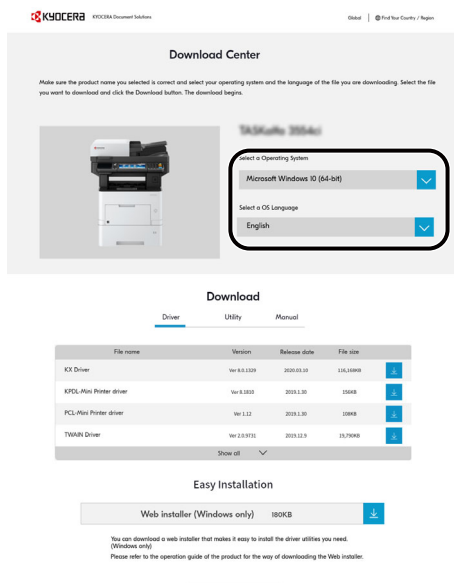 KYOCERA KYOCERA Document Solutions Global Find Your Country / Region
Download Center
Make sure the product name you selected is correct and select your operating system and the language of the file you are downloading. Select the file
you want to download and click the Download button. The download begins.
Select a Operating System
Microsoft Windows 10 (64-bit)
Select a OS Language
English
Download
Driver Utility Manual
File name Version Release date File size
KX Driver Ver 8.0.1329 2020.03.10 116,169KB
KPDL-Mini Printer driver Ver 8.1810 2019.1.30 156KB
PCL-Mini Printer driver Ver 1.12 2019.1.30 108KB
TWAIN Driver Ver 2.0.9731 2019.12.9 19,790KB
Show all
Easy Installation
Web installer (Windows only) 180KB
You can download a web installer that makes it easy to install the driver utilities you need.
(Windows only)
Please refer to the operation guide of the product for the way of downloading the Web installer.